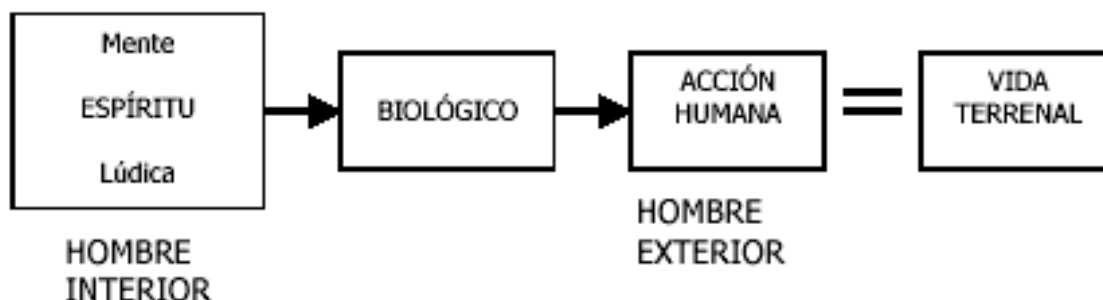 Mente
ESPÍRITU
Lúdica
HOMBRE
INTERIOR
BIOLÓGICO
ACCIÓN
HUMANA
HOMBRE
EXTERIOR
=
VIDA
TERRENAL